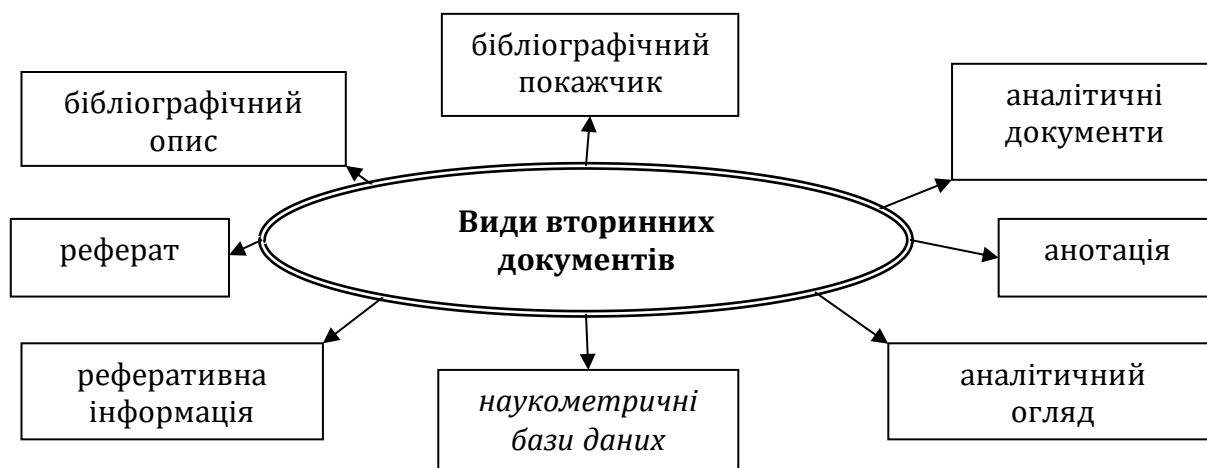 бібліографічний
покажчик
бібліографічний
опис
аналітичні
документи
Види вторинних
документів
реферат
анотація
реферативна
інформація
наукометричні
бази даних
аналітичний
огляд